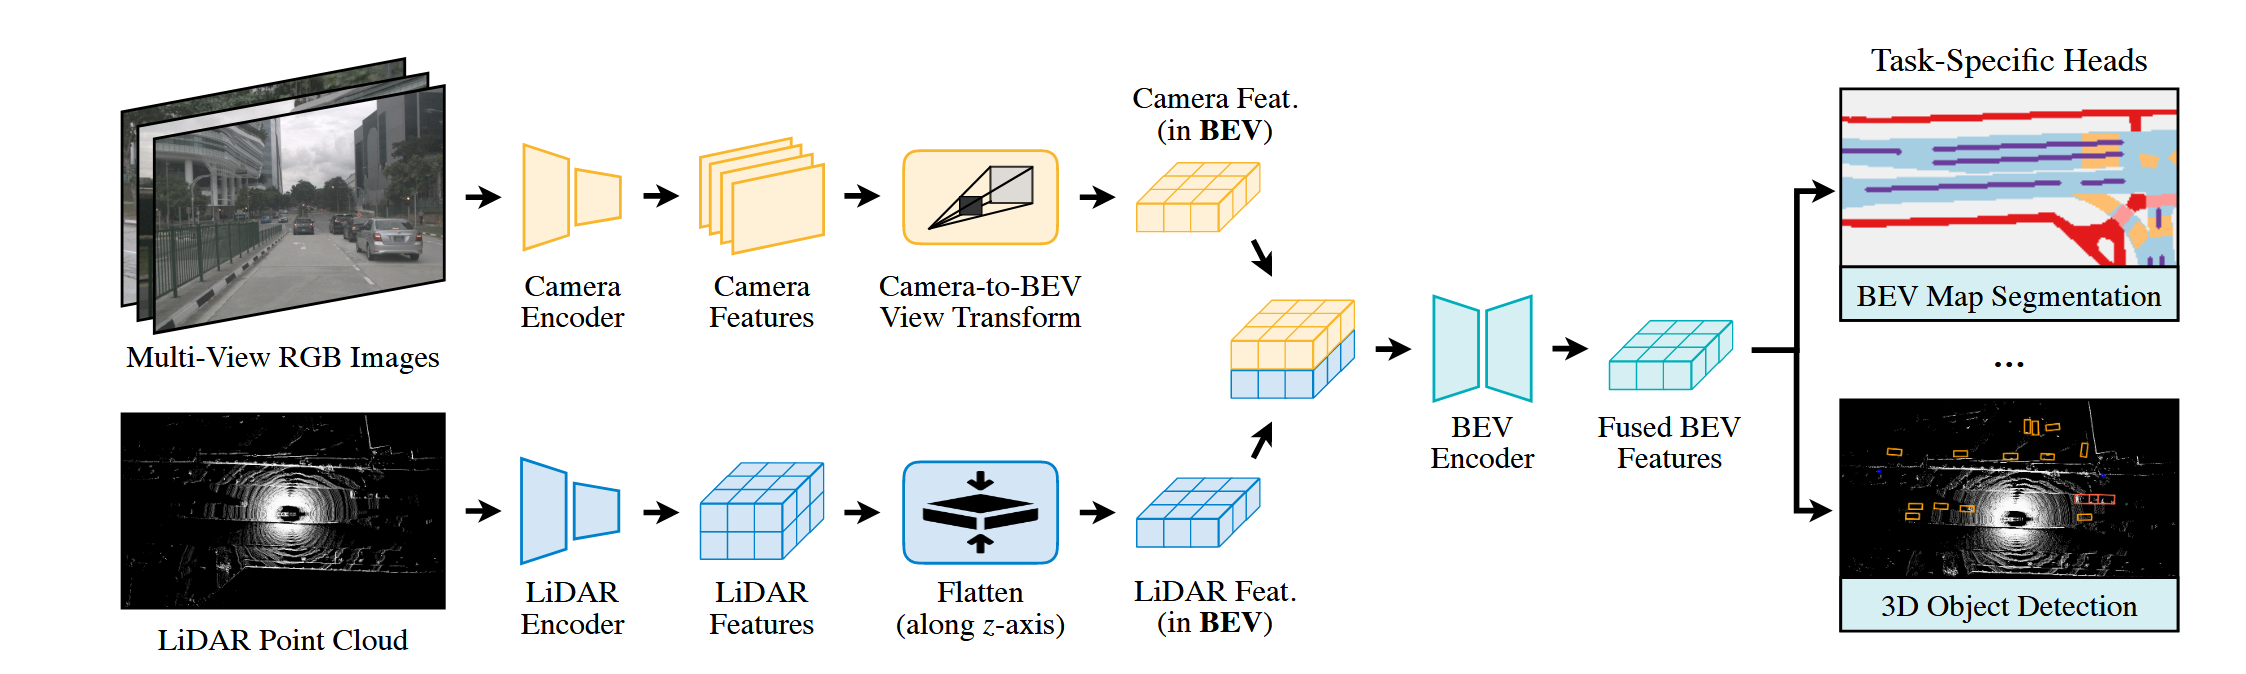 Task-Specific Heads
Camera Feat.
(in BEV)
Camera
Encoder
Camera
Features
Camera-to-BEV
View Transform
BEV Map Segmentation
Multi-View RGB Images
...
BEV
Encoder
Fused BEV
Features
LiDAR
Encoder
LiDAR
Features
Flatten
(along z-axis)
LiDAR Feat.
(in BEV)
3D Object Detection
LiDAR Point Cloud